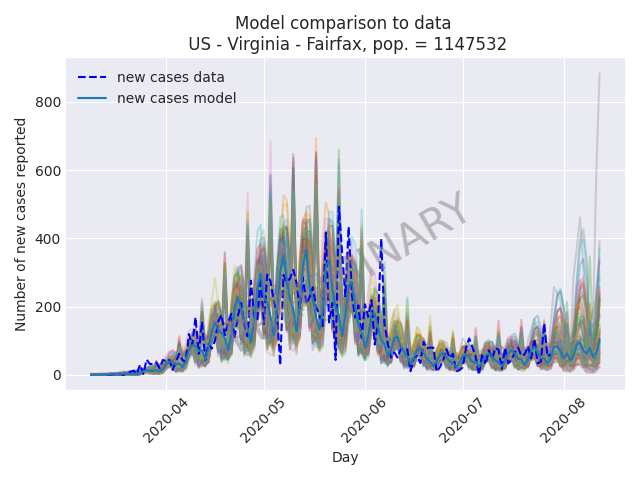 Model comparison to data
US - Virginia - Fairfax, pop. = 1147532
new cases data
new cases model
Number of new cases reported
800
600
400
200
0
2020-04
2020-05
2020-06
2020-07
2020-08
Day